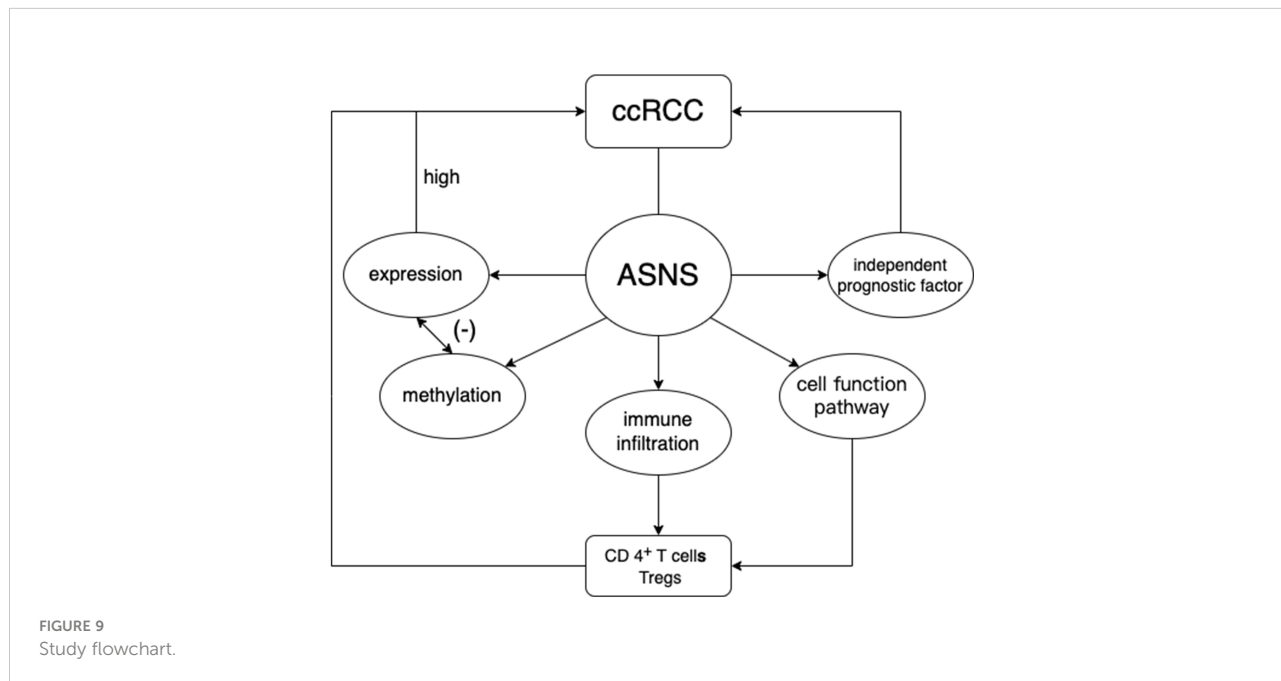 ccRCC
high
expression
ASNS
independent
prognostic factor
(-)
methylation
cell function
pathway
immune
infiltration
CD 4⁺ T cells
Tregs
FIGURE 9
Study flowchart.